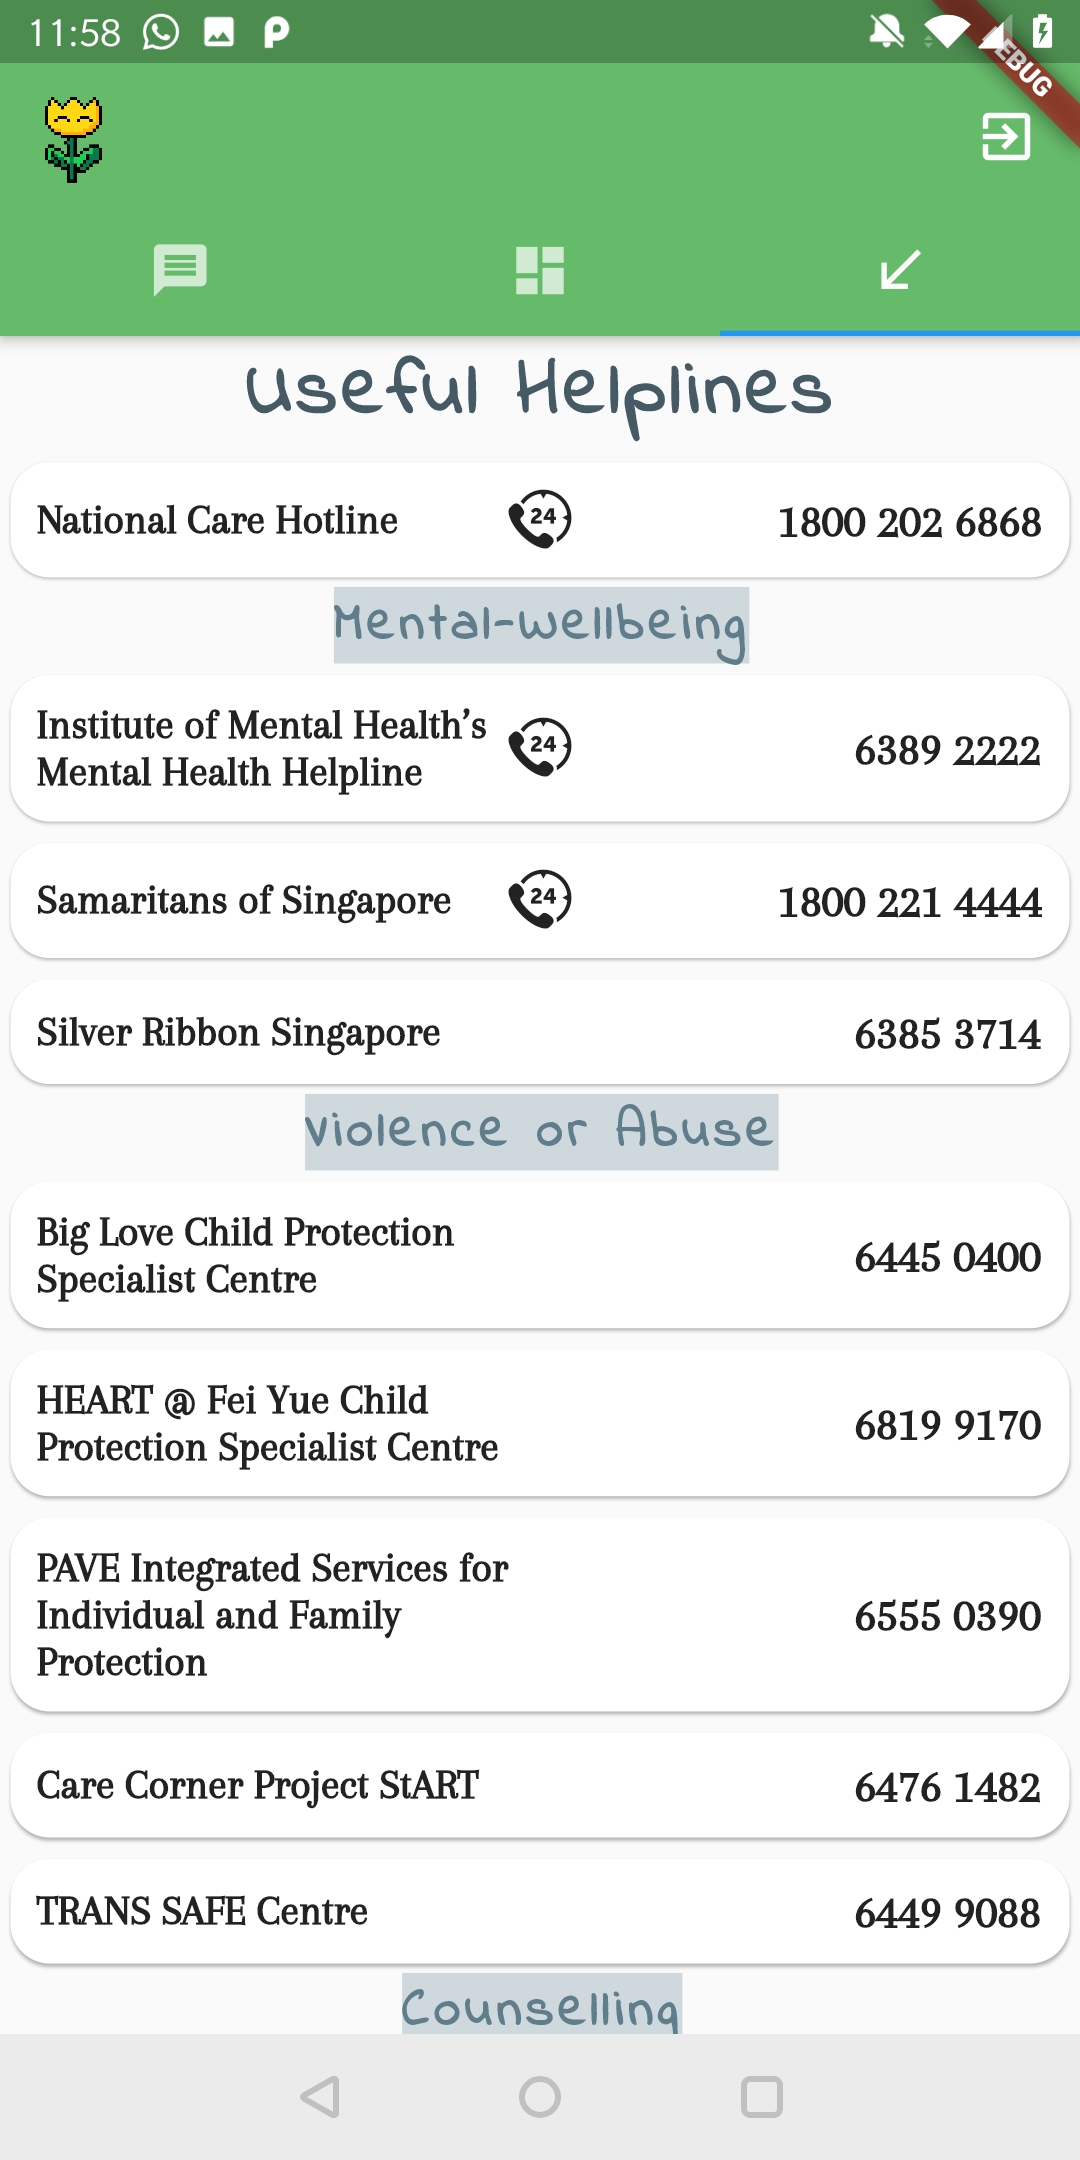 11:58
EBUG
Useful Helplines
National Care Hotline 24 1800 202 6868
Mental-wellbeing
Institute of Mental Health’s
Mental Health Helpline 24 6389 2222
Samaritans of Singapore 24 1800 221 4444
Silver Ribbon Singapore 6385 3714
Violence or Abuse
Big Love Child Protection
Specialist Centre 6445 0400
HEART @ Fei Yue Child
Protection Specialist Centre 6819 9170
PAVE Integrated Services for
Individual and Family 6555 0390
Protection
Care Corner Project StART 6476 1482
TRANS SAFE Centre 6449 9088
Counselling